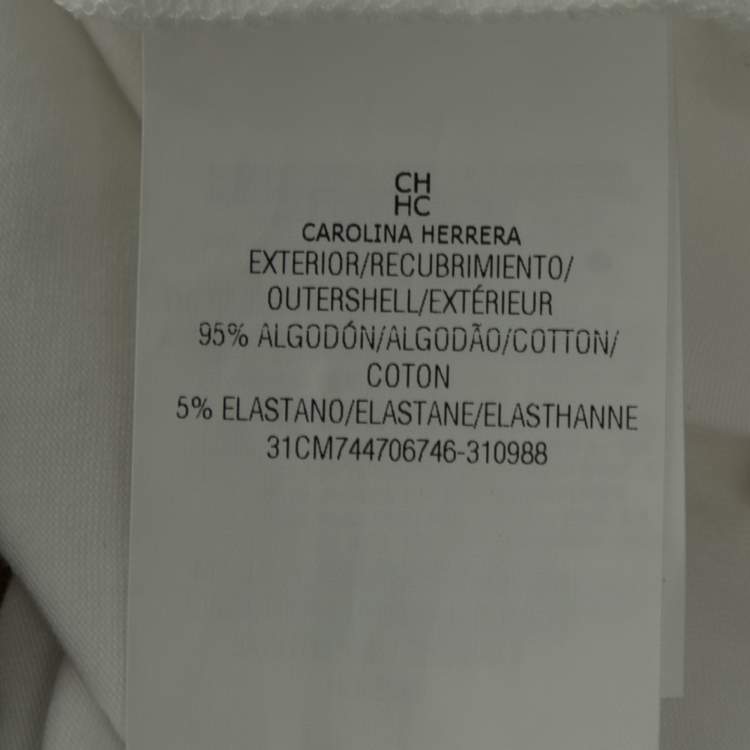 CH
HC
CAROLINA HERRERA
EXTERIOR/RECUBRIMIENTO/
OUTERSHELL/EXTÉRIEUR
95% ALGODÓN/ALGODÃO/COTTON/
COTON
5% ELASTANO/ELASTANE/ELASTHANNE
31CM744706746-310988